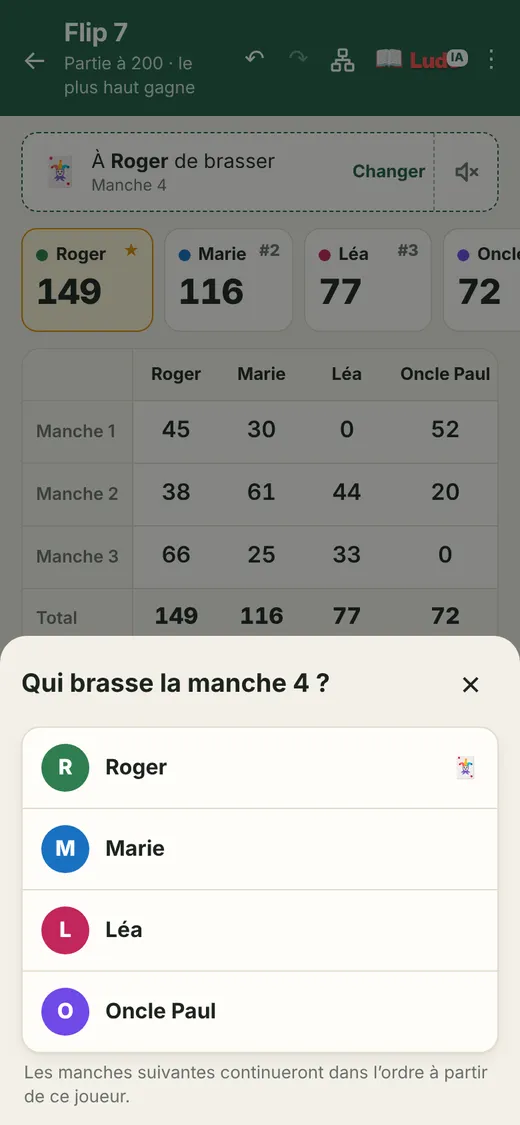 Flip 7
Partie à 200 · le
plus haut gagne
LudIA
À Roger de brasser
Manche 4
Changer
Roger ★
149
Marie #2
116
Léa #3
77
Oncle
72
Roger Marie Léa Oncle Paul
Manche 1 45 30 0 52
Manche 2 38 61 44 20
Manche 3 66 25 33 0
Total 149 116 77 72
Qui brasse la manche 4 ?
R Roger
M Marie
L Léa
O Oncle Paul
Les manches suivantes continueront dans l’ordre à partir
de ce joueur.